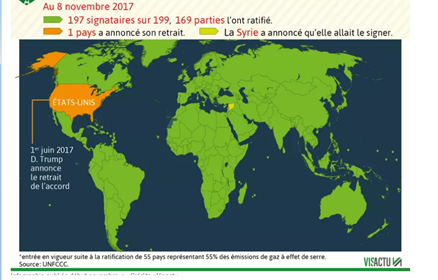 Au 8 novembre 2017
197 signataires sur 199, 169 parties l'ont ratifié.
1 pays a annoncé son retrait. La Syrie a annoncé qu'elle allait le signer.
ÉTATS-UNIS
1er juin 2017
D. Trump
annonce
le retrait
de l'accord
*entrée en vigueur suite à la ratification de 55 pays représentant 55% des émissions de gaz à effet de serre.
Source: UNFCCC.
VISACTU